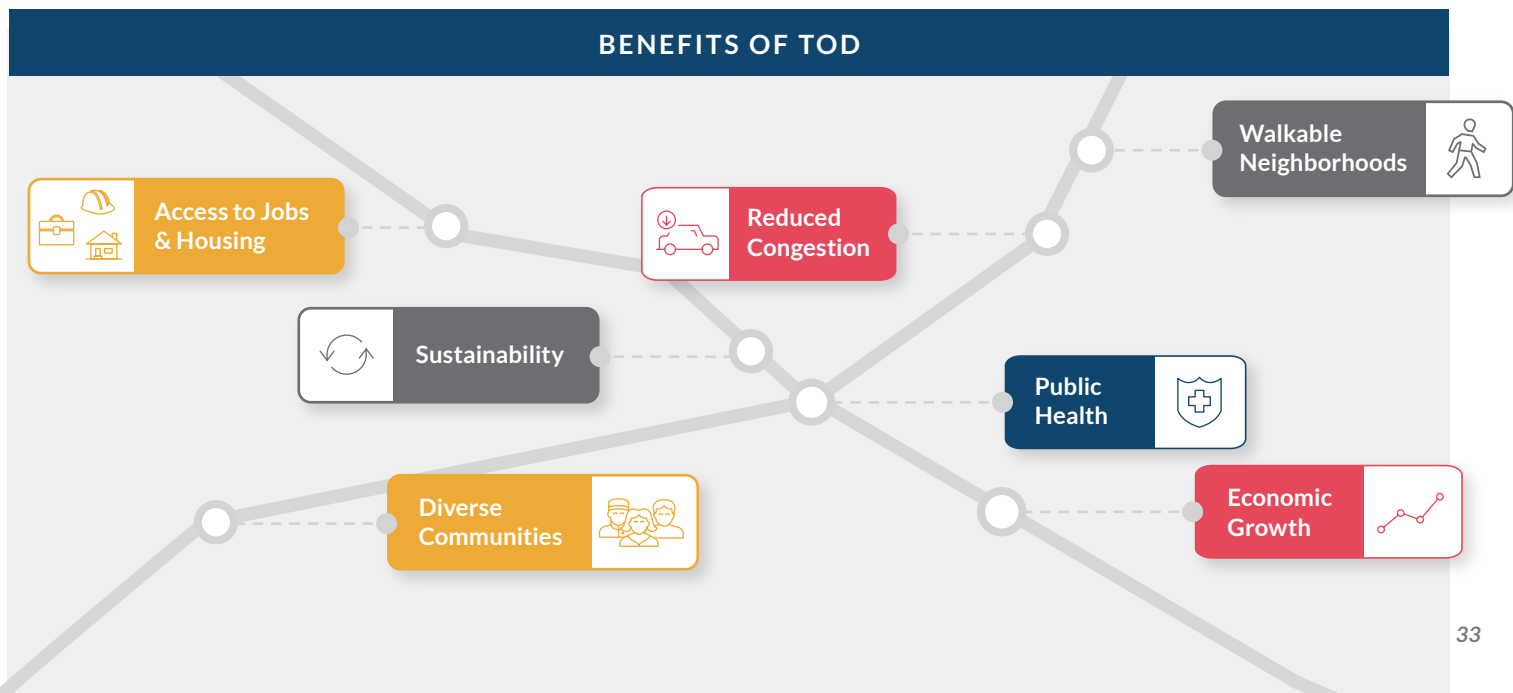 BENEFITS OF TOD
Walkable
Neighborhoods
Access to Jobs
& Housing
Reduced
Congestion
Sustainability
Public
Health
Diverse
Communities
Economic
Growth
33